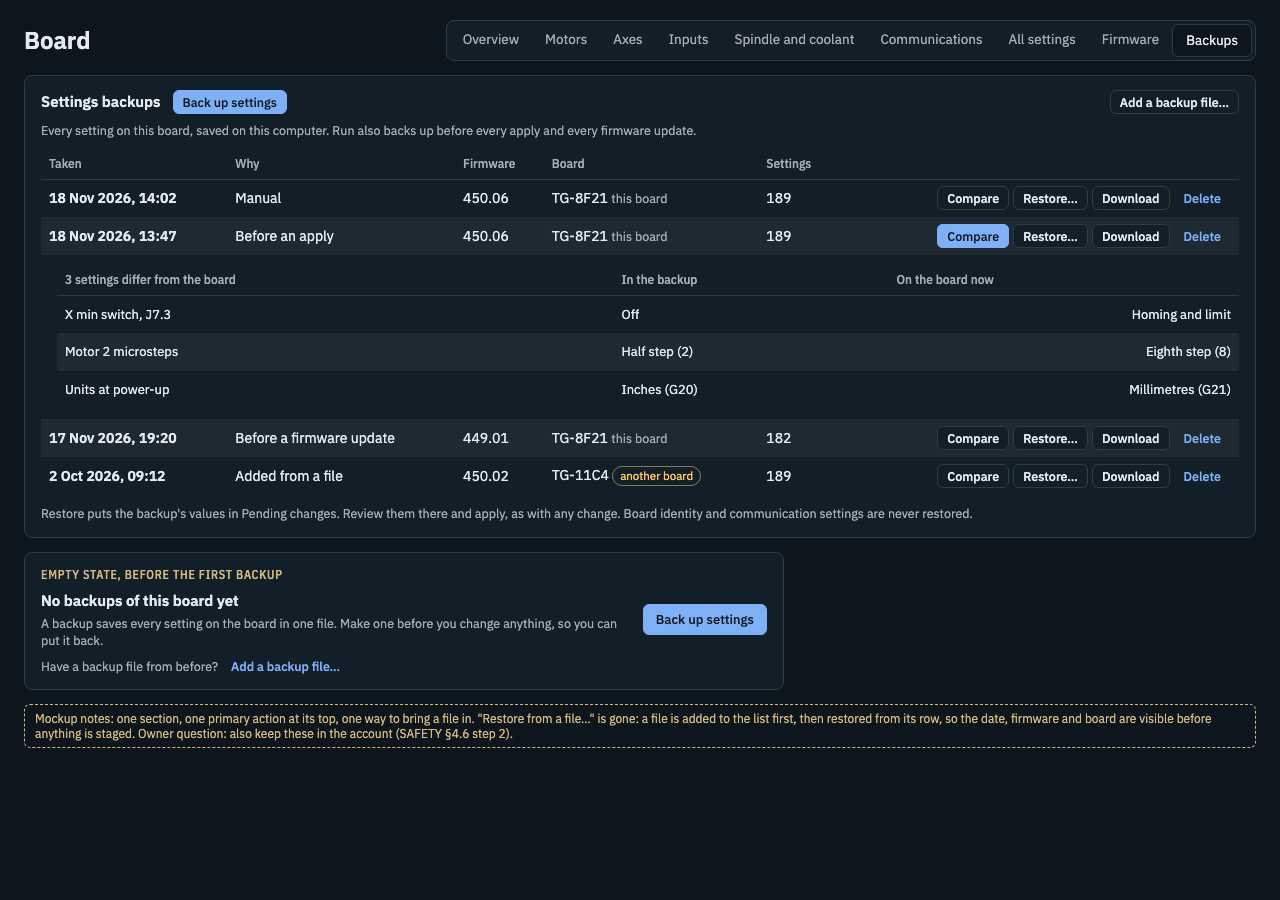 Board
Overview Motors Axes Inputs Spindle and coolant Communications All settings Firmware Backups
Settings backups Back up settings Add a backup file...
Every setting on this board, saved on this computer. Run also backs up before every apply and every firmware update.
Taken Why Firmware Board Settings
18 Nov 2026, 14:02 Manual 450.06 TG-8F21 this board 189 Compare Restore... Download Delete
18 Nov 2026, 13:47 Before an apply 450.06 TG-8F21 this board 189 Compare Restore... Download Delete
3 settings differ from the board In the backup On the board now
X min switch, J7.3 Off Homing and limit
Motor 2 microsteps Half step (2) Eighth step (8)
Units at power-up Inches (G20) Millimetres (G21)
17 Nov 2026, 19:20 Before a firmware update 449.01 TG-8F21 this board 182 Compare Restore... Download Delete
2 Oct 2026, 09:12 Added from a file 450.02 TG-11C4 another board 189 Compare Restore... Download Delete
Restore puts the backup's values in Pending changes. Review them there and apply, as with any change. Board identity and communication settings are never restored.
EMPTY STATE, BEFORE THE FIRST BACKUP
No backups of this board yet
A backup saves every setting on the board in one file. Make one before you change anything, so you can
put it back.
Back up settings
Have a backup file from before? Add a backup file...
Mockup notes: one section, one primary action at its top, one way to bring a file in. "Restore from a file..." is gone: a file is added to the list first, then restored from its row, so the date, firmware and board are visible before
anything is staged. Owner question: also keep these in the account (SAFETY §4.6 step 2).